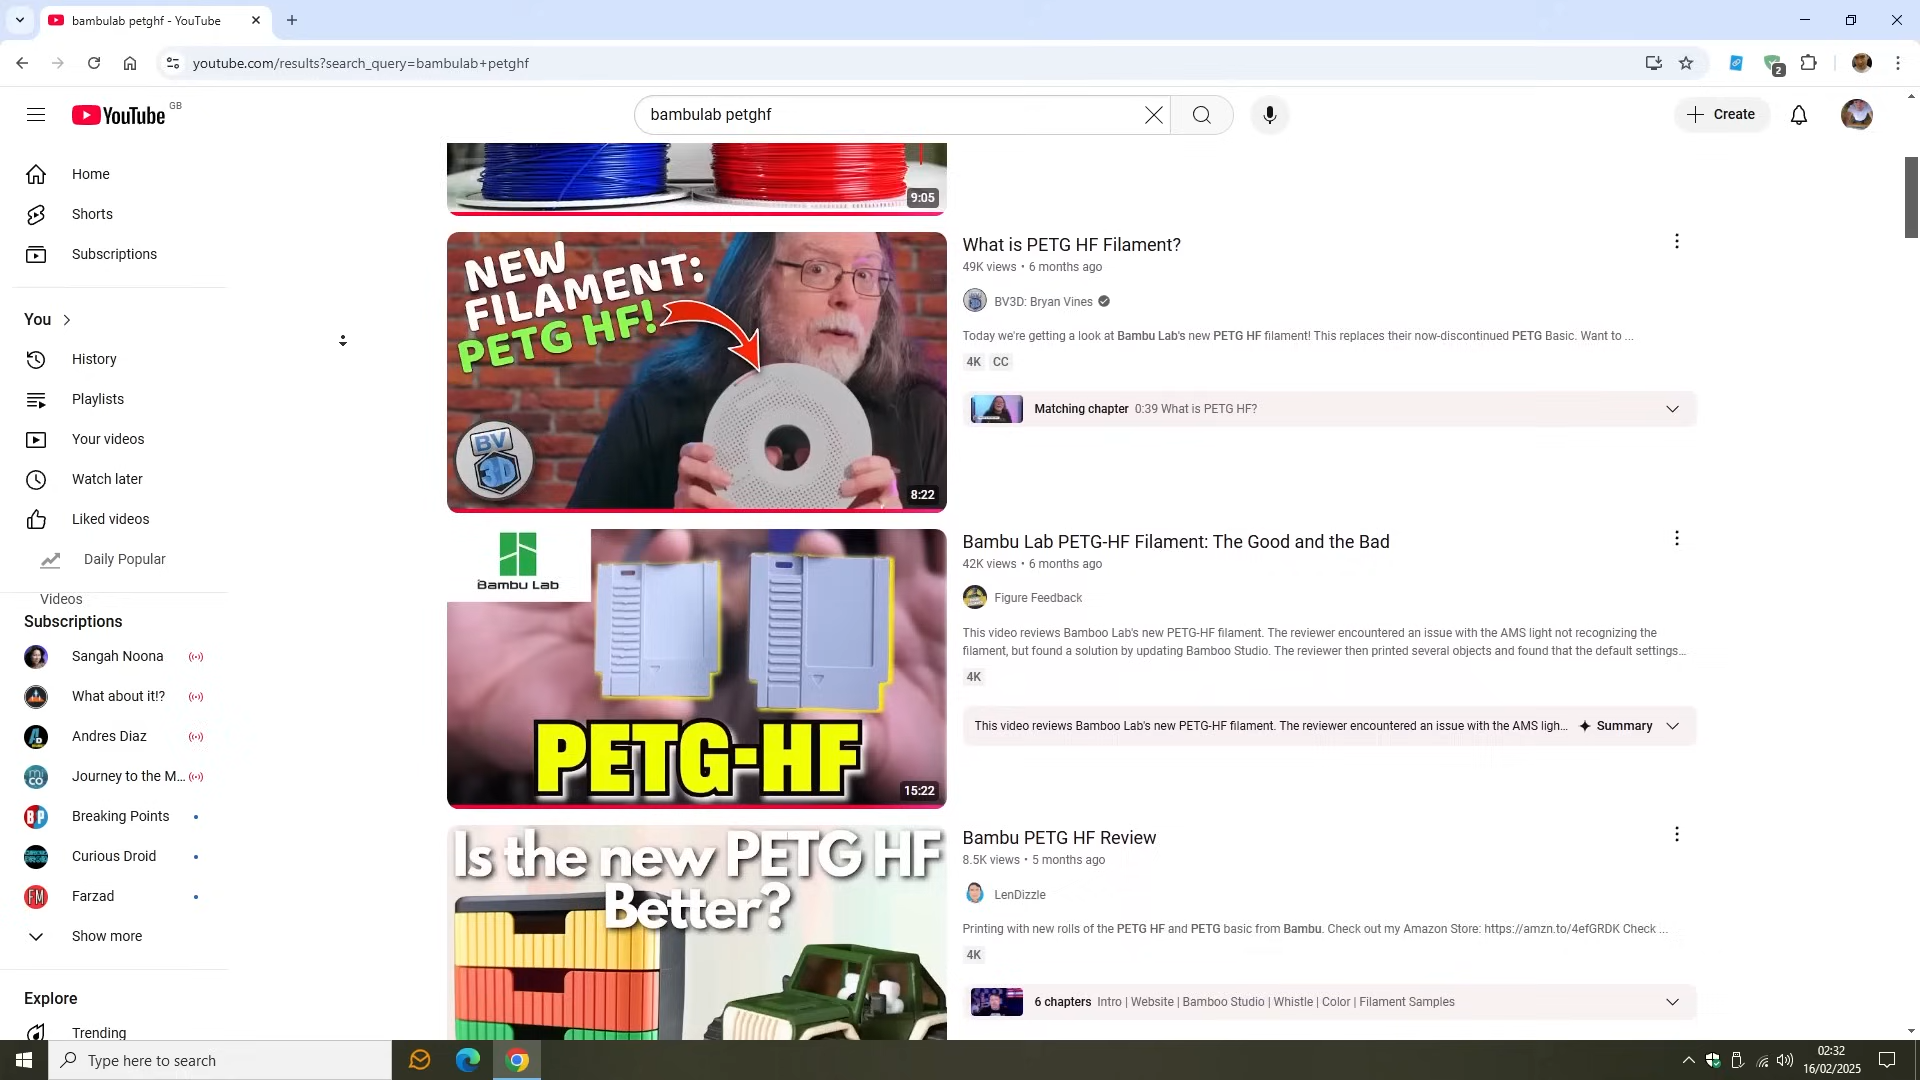 bambulab petghf - YouTube
youtube.com/results?search_query=bambulab+petghf
2
YouTube
GB
bambulab petghf
Create
Home
Shorts
Subscriptions
You
History
Playlists
Your videos
Watch later
Liked videos
Daily Popular
Videos
Subscriptions
Sangah Noona
What about it!?
Andres Diaz
Journey to the M...
Breaking Points
Curious Droid
Farzad
Show more
Explore
Trending
9:05
NEW
FILAMENT:
PETG HF!
BV
3D
8:22
What is PETG HF Filament?
49K views • 6 months ago
BV3D: Bryan Vines
Today we're getting a look at Bambu Lab's new PETG HF filament! This replaces their now-discontinued PETG Basic. Want to ...
4K CC
Matching chapter 0:39 What is PETG HF?
Bambu Lab
PETG-HF
15:22
Bambu Lab PETG-HF Filament: The Good and the Bad
42K views • 6 months ago
Figure Feedback
This video reviews Bamboo Lab's new PETG-HF filament. The reviewer encountered an issue with the AMS light not recognizing the
filament, but found a solution by updating Bamboo Studio. The reviewer then printed several objects and found that the default settings...
4K
This video reviews Bamboo Lab's new PETG-HF filament. The reviewer encountered an issue with the AMS ligh... Summary
Is the new PETG HF
Better?
Bambu PETG HF Review
8.5K views • 5 months ago
LenDizzle
Printing with new rolls of the PETG HF and PETG basic from Bambu. Check out my Amazon Store: https://amzn.to/4efGRDK Check ...
4K
6 chapters Intro | Website | Bamboo Studio | Whistle | Color | Filament Samples
Type here to search
02:32
16/02/2025